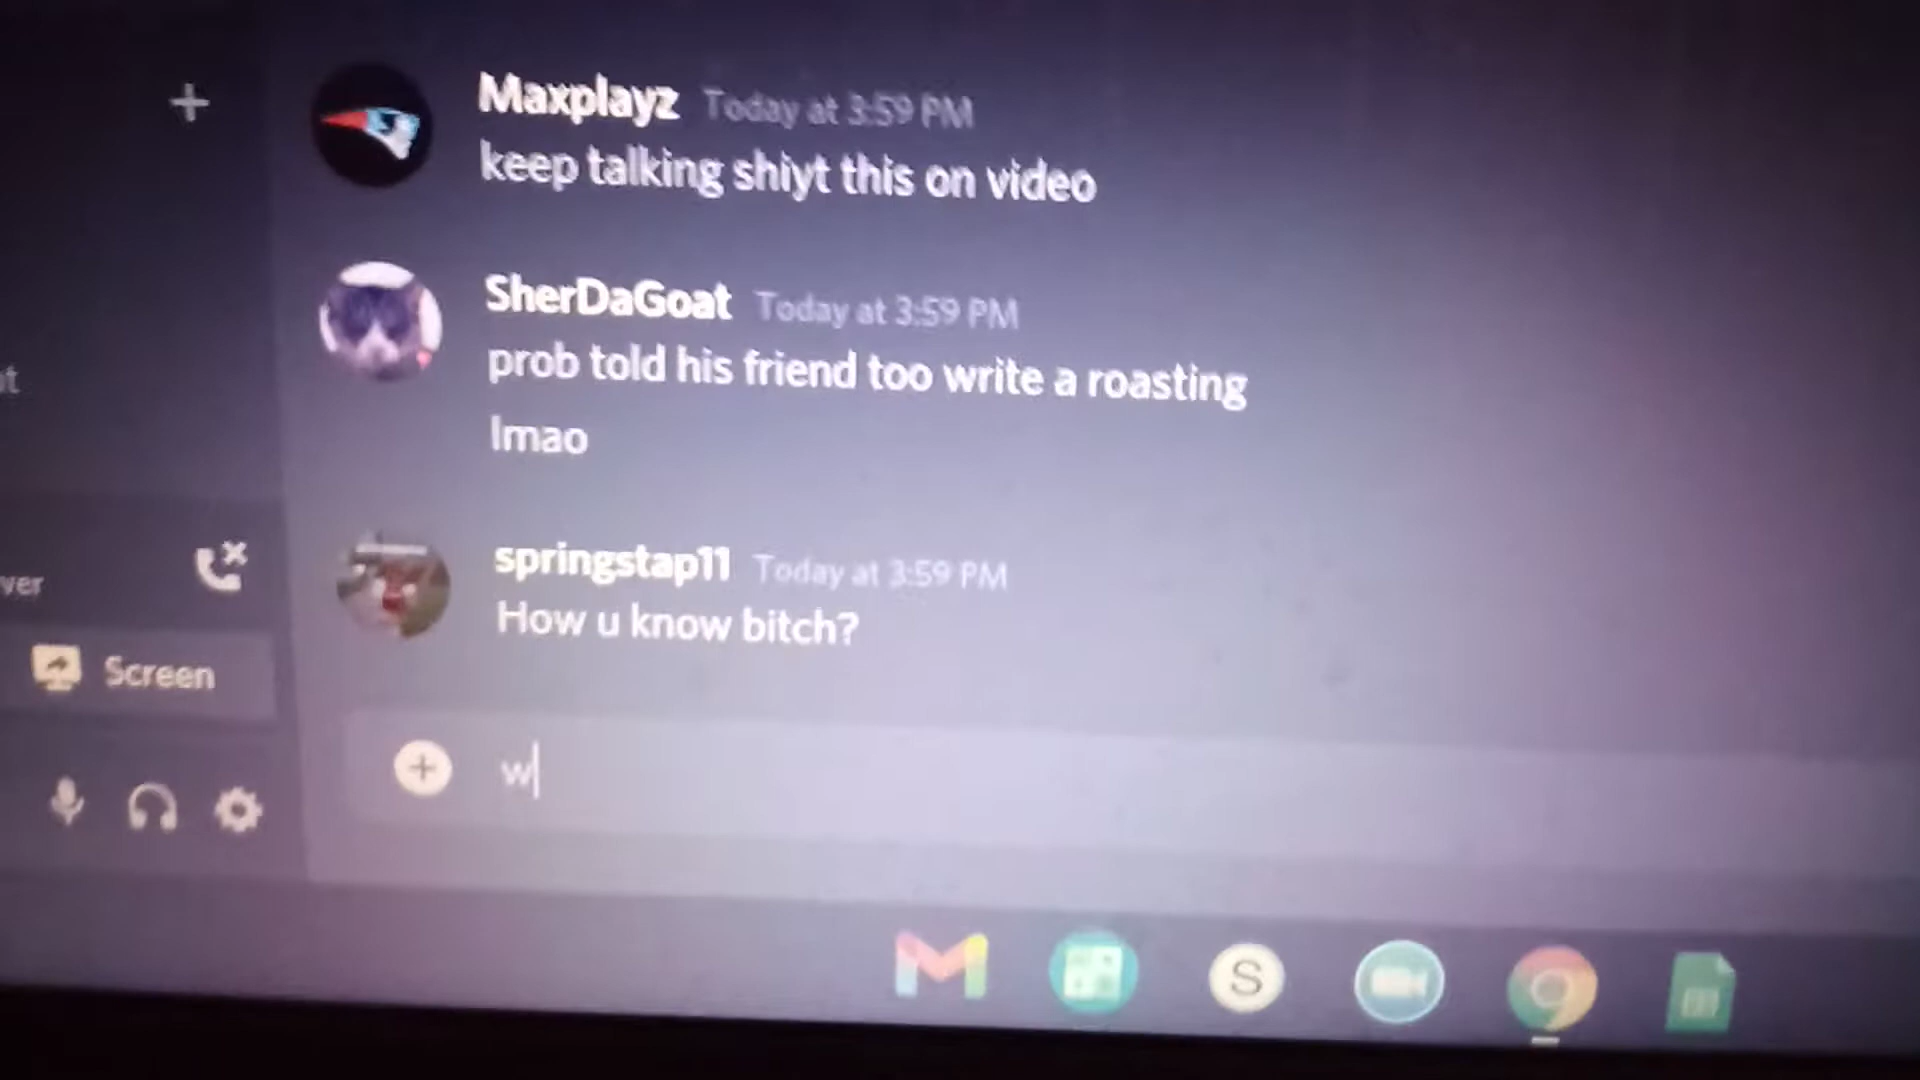 Maxplayz Today at 3:59 PM
keep talking shiyt this on video
SherDaGoat Today at 3:59 PM
prob told his friend too write a roasting
lmao
springstap11 Today at 3:59 PM
How u know bitch?
ver
Screen
w
S